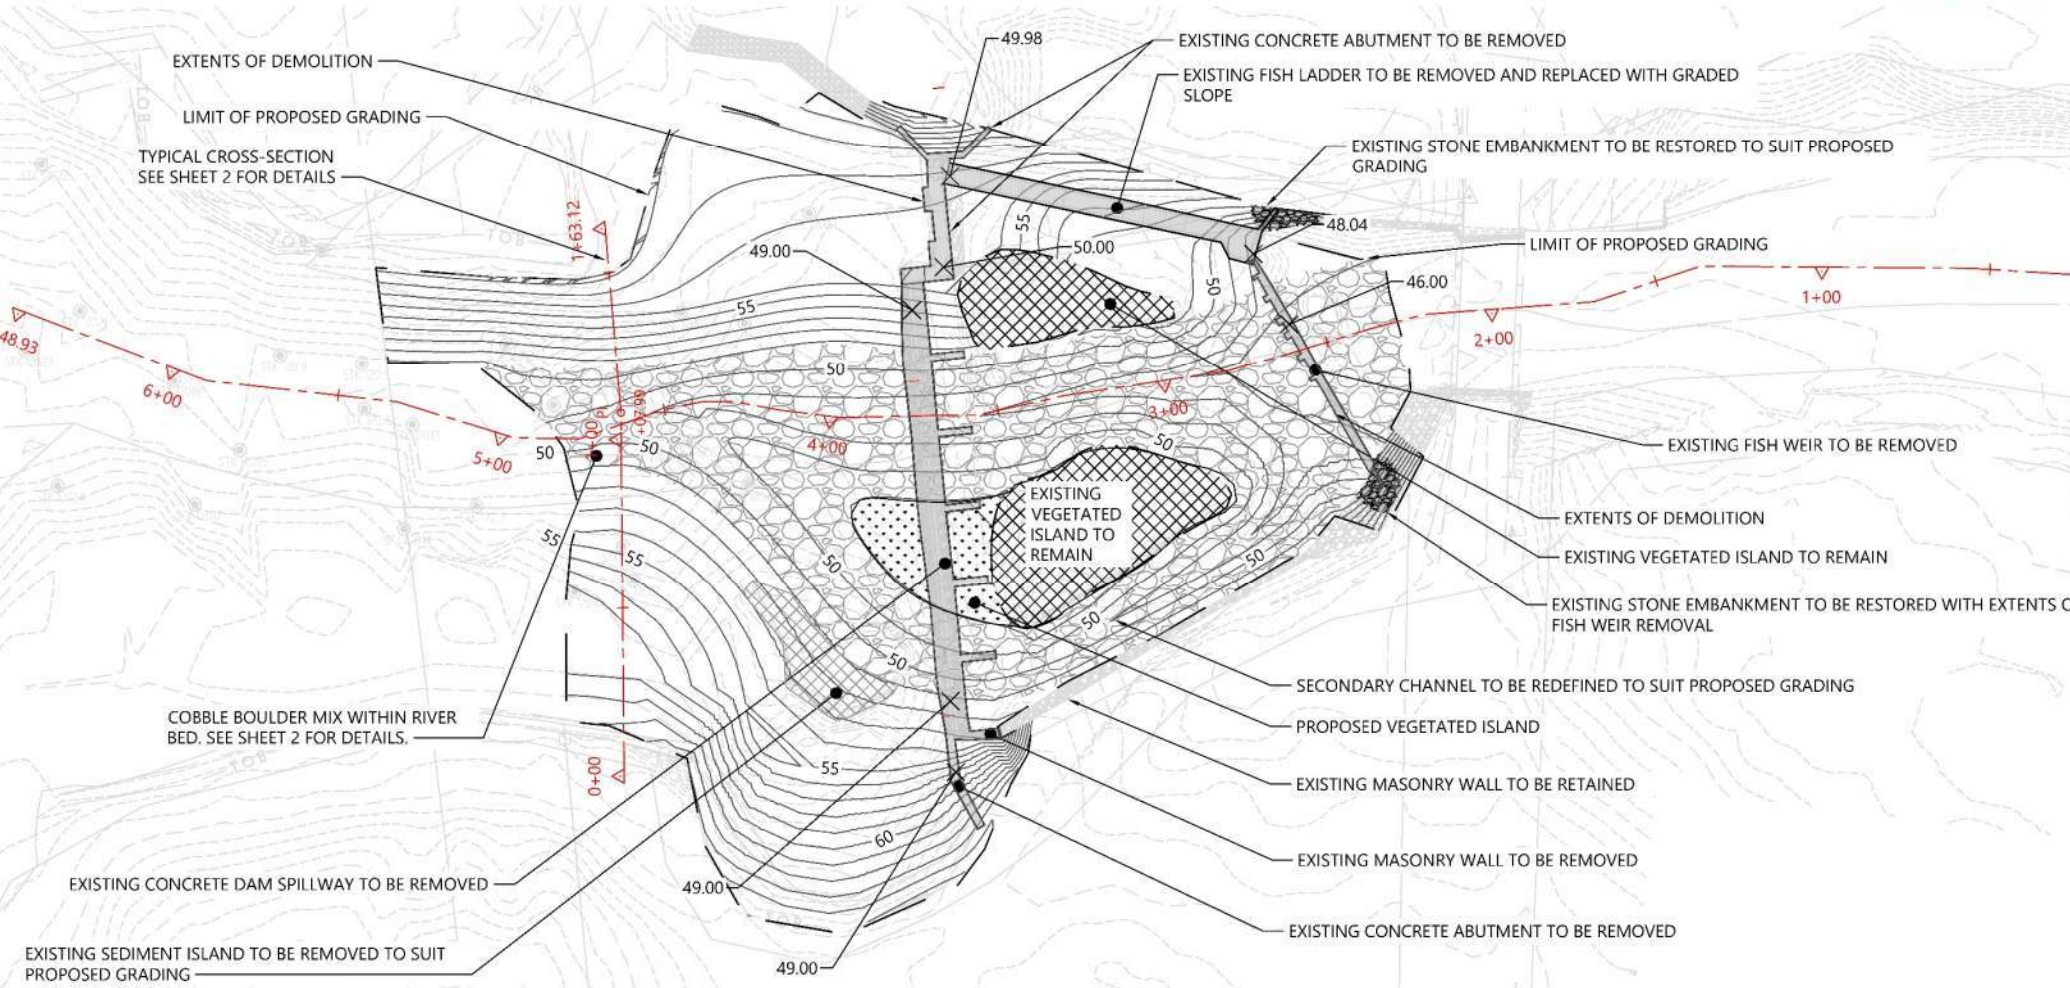 49.98
EXISTING CONCRETE ABUTMENT TO BE REMOVED
EXTENTS OF DEMOLITION
EXISTING FISH LADDER TO BE REMOVED AND REPLACED WITH GRADED
SLOPE
LIMIT OF PROPOSED GRADING
TYPICAL CROSS-SECTION
SEE SHEET 2 FOR DETAILS
EXISTING STONE EMBANKMENT TO BE RESTORED TO SUIT PROPOSED
GRADING
TOB
TOB
TOB
1+63.12
55
48.04
49.00
50.00
LIMIT OF PROPOSED GRADING
46.00
50
1+00
55
48.93
2+00
50
6+00
3+00
4+00
50
50
50
5+00
EXISTING FISH WEIR TO BE REMOVED
EXISTING
VEGETATED
ISLAND TO
REMAIN
EXTENTS OF DEMOLITION
55
55
50
50
EXISTING VEGETATED ISLAND TO REMAIN
EXISTING STONE EMBANKMENT TO BE RESTORED WITH EXTENTS O
FISH WEIR REMOVAL
50
50
SECONDARY CHANNEL TO BE REDEFINED TO SUIT PROPOSED GRADING
COBBLE BOULDER MIX WITHIN RIVER
BED. SEE SHEET 2 FOR DETAILS.
PROPOSED VEGETATED ISLAND
TOB
0+00
55
EXISTING MASONRY WALL TO BE RETAINED
60
EXISTING MASONRY WALL TO BE REMOVED
EXISTING CONCRETE DAM SPILLWAY TO BE REMOVED
49.00
TOB
EXISTING CONCRETE ABUTMENT TO BE REMOVED
EXISTING SEDIMENT ISLAND TO BE REMOVED TO SUIT
PROPOSED GRADING
49.00